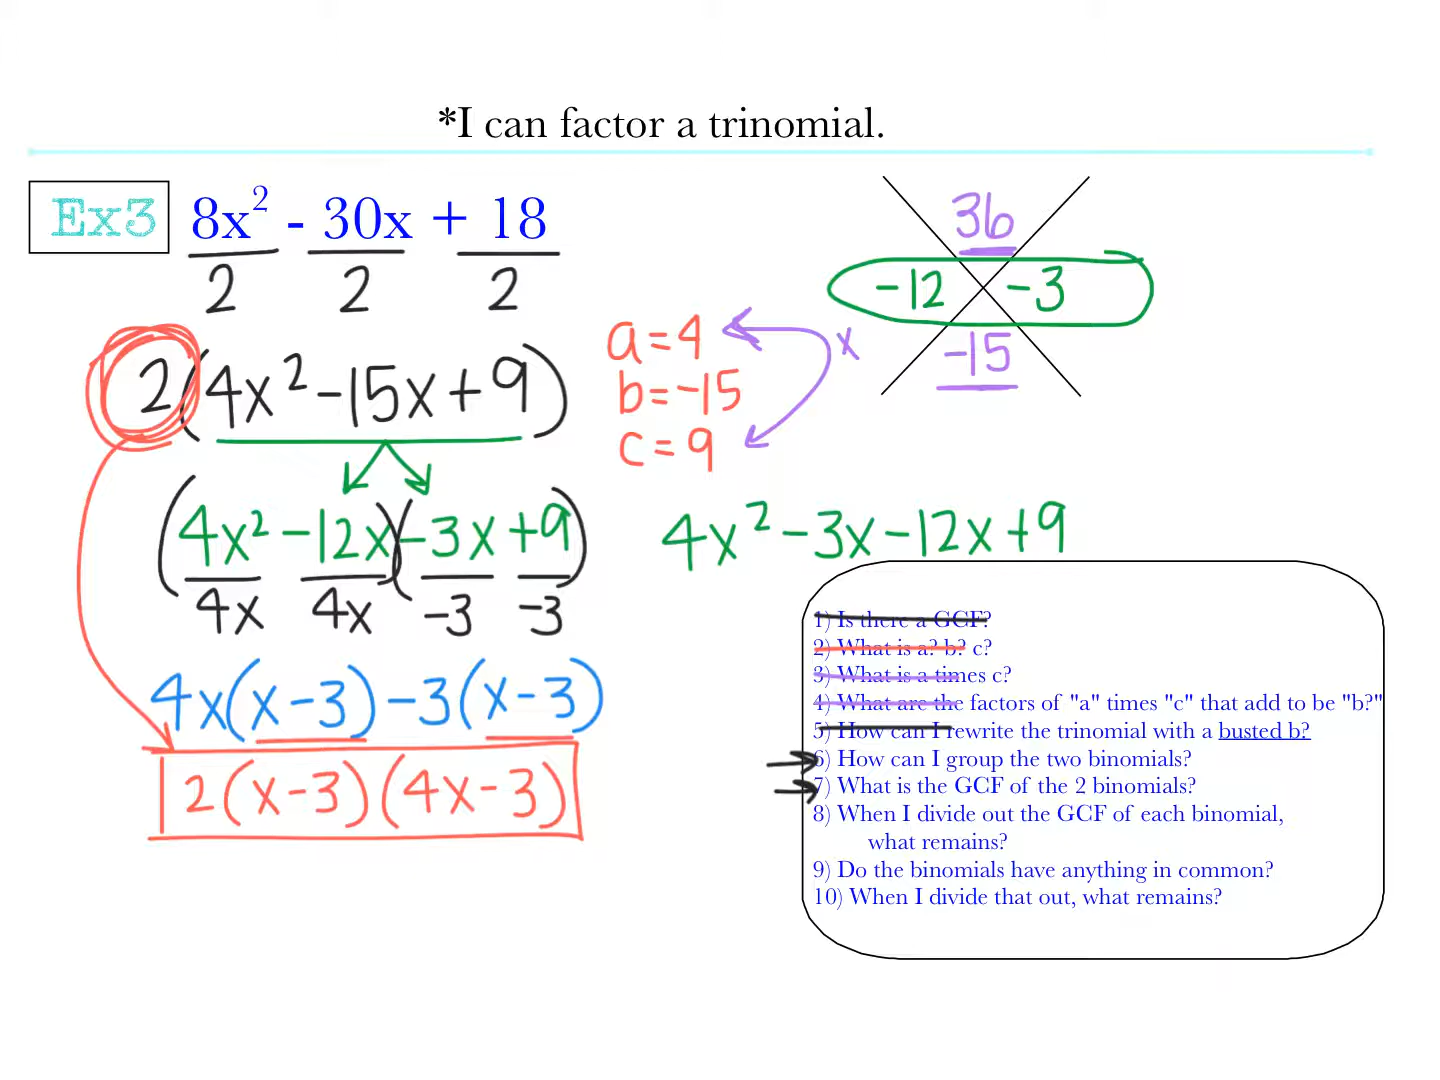 *I can factor a trinomial.
Ex3
8x² - 30x + 18
2 2 2
2(4x² - 15x + 9)
a = 4
b = -15
c = 9
x
36
-12 -3
-15
(4x² - 12x)(-3x + 9)
4x 4x -3 -3
4x² - 3x - 12x + 9
4x(x - 3) - 3(x - 3)
2(x - 3)(4x - 3)
1) Is there a GCF?
2) What is a? b? c?
3) What is a times c?
4) What are the factors of "a" times "c" that add to be "b?"
5) How can I rewrite the trinomial with a busted b?
6) How can I group the two binomials?
7) What is the GCF of the 2 binomials?
8) When I divide out the GCF of each binomial,
what remains?
9) Do the binomials have anything in common?
10) When I divide that out, what remains?